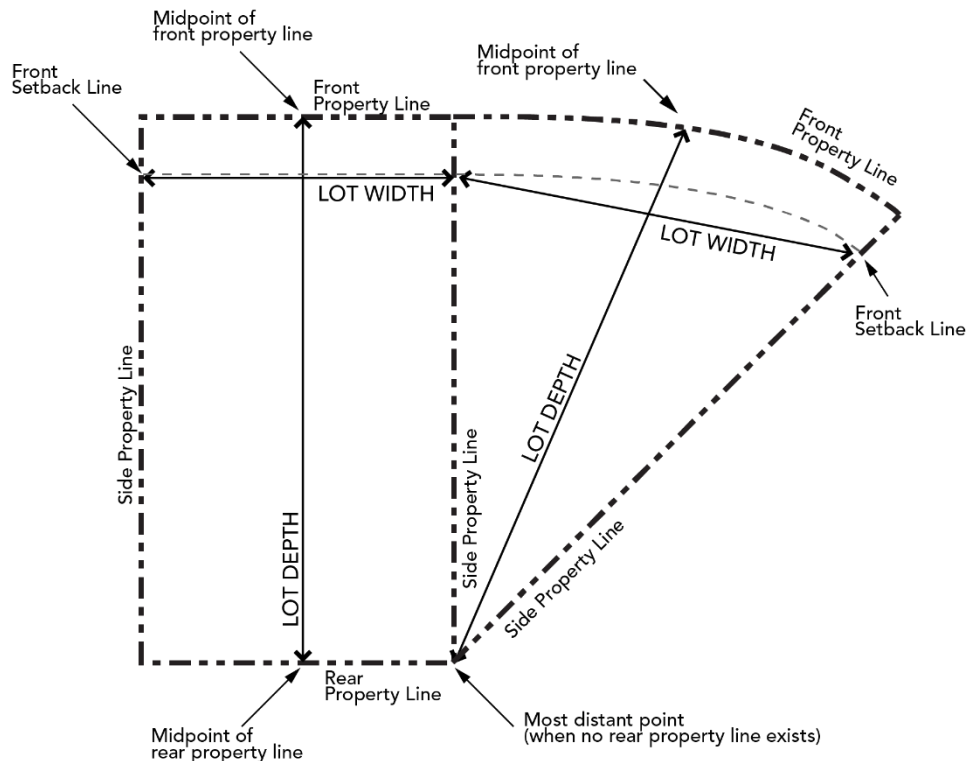 Midpoint of
front property line
Midpoint of
front property line
Front
Setback Line
Front
Property Line
Front
Property Line
LOT WIDTH
LOT WIDTH
Front
Setback Line
Side Property Line
LOT DEPTH
Side Property Line
LOT DEPTH
Side Property Line
Rear
Property Line
Midpoint of
rear property line
Most distant point
(when no rear property line exists)